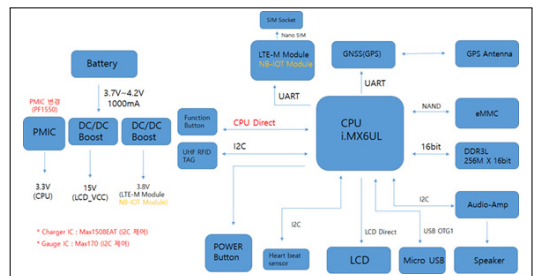 SIM Socket
Nano SIM
LTE-M Module
NB-IOT Module
GNSS(GPS)
GPS Antenna
UART
UART
Battery
3.7V~4.2V
1000mA
PMIC 변경
(PF1550)
PMIC
DC/DC
Boost
DC/DC
Boost
3.3V
(CPU)
15V
(LCD_VCC)
3.8V
(LTE-M Module
NB-IOT Module)
* Charger IC : Max150BEAT (I2C 제어)
* Gauge IC : Max170 (I2C 제어)
Function
Button
CPU Direct
UHF RFID
TAG
I2C
CPU
i.MX6UL
NAND
eMMC
16bit
DDR3L
256M X 16bit
I2C
Audio-Amp
Speaker
POWER
Button
I2C
Heart beat
sensor
LCD Direct
LCD
USB OTG1
Micro USB